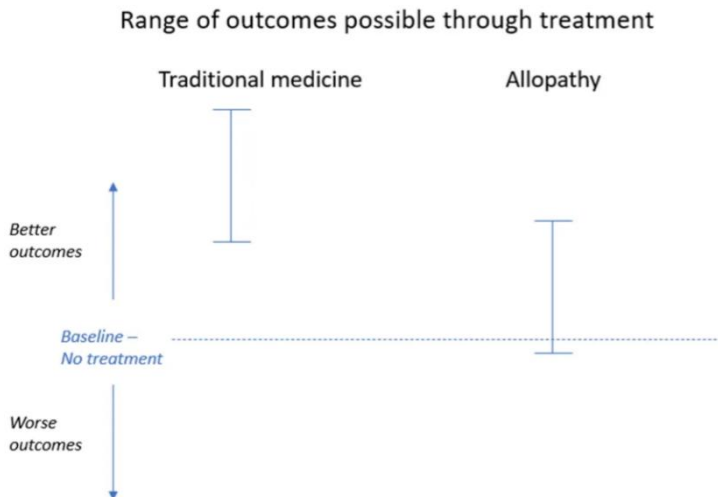 Range of outcomes possible through treatment
Traditional medicine
Allopathy
Better
outcomes
Baseline –
No treatment
Worse
outcomes